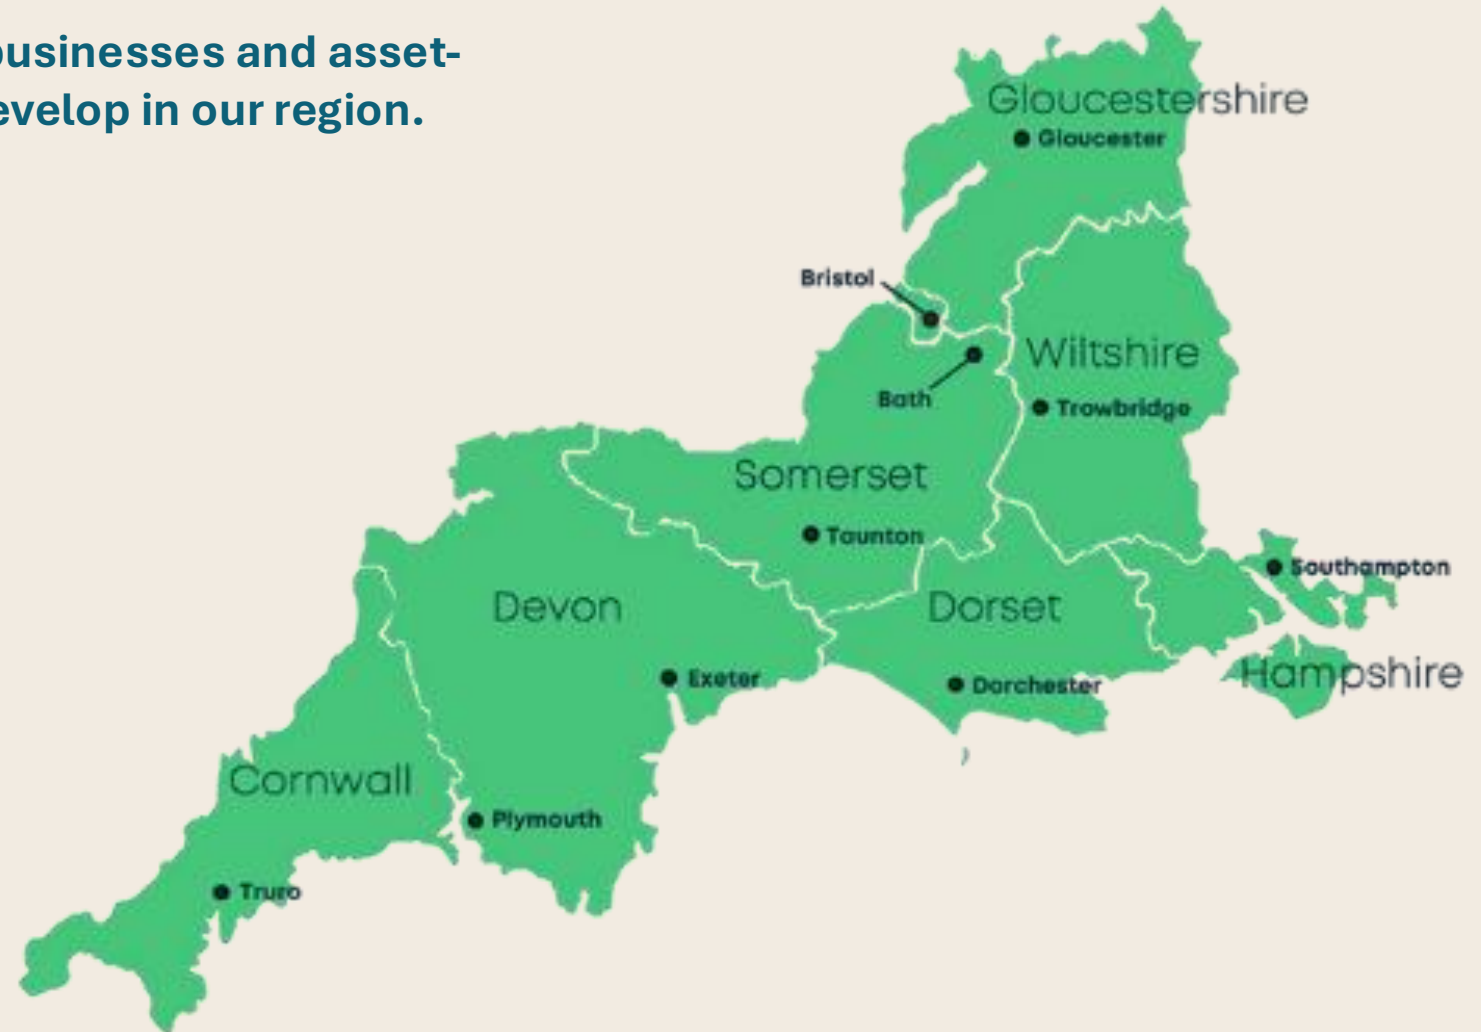 businesses and asset-
evelop in our region.
Gloucestershire
Gloucester
Bristol
Wiltshire
Bath
Trowbridge
Somerset
Taunton
Southampton
Devon
Dorset
Exeter
Dorchester
Hampshire
Cornwall
Plymouth
Truro